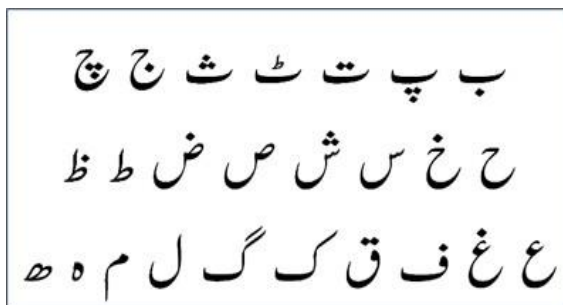 ب پ ت ٹ ث ج چ
ح خ س ش ص ض ط ظ
ع غ ف ق ک گ ل م ہ ھ